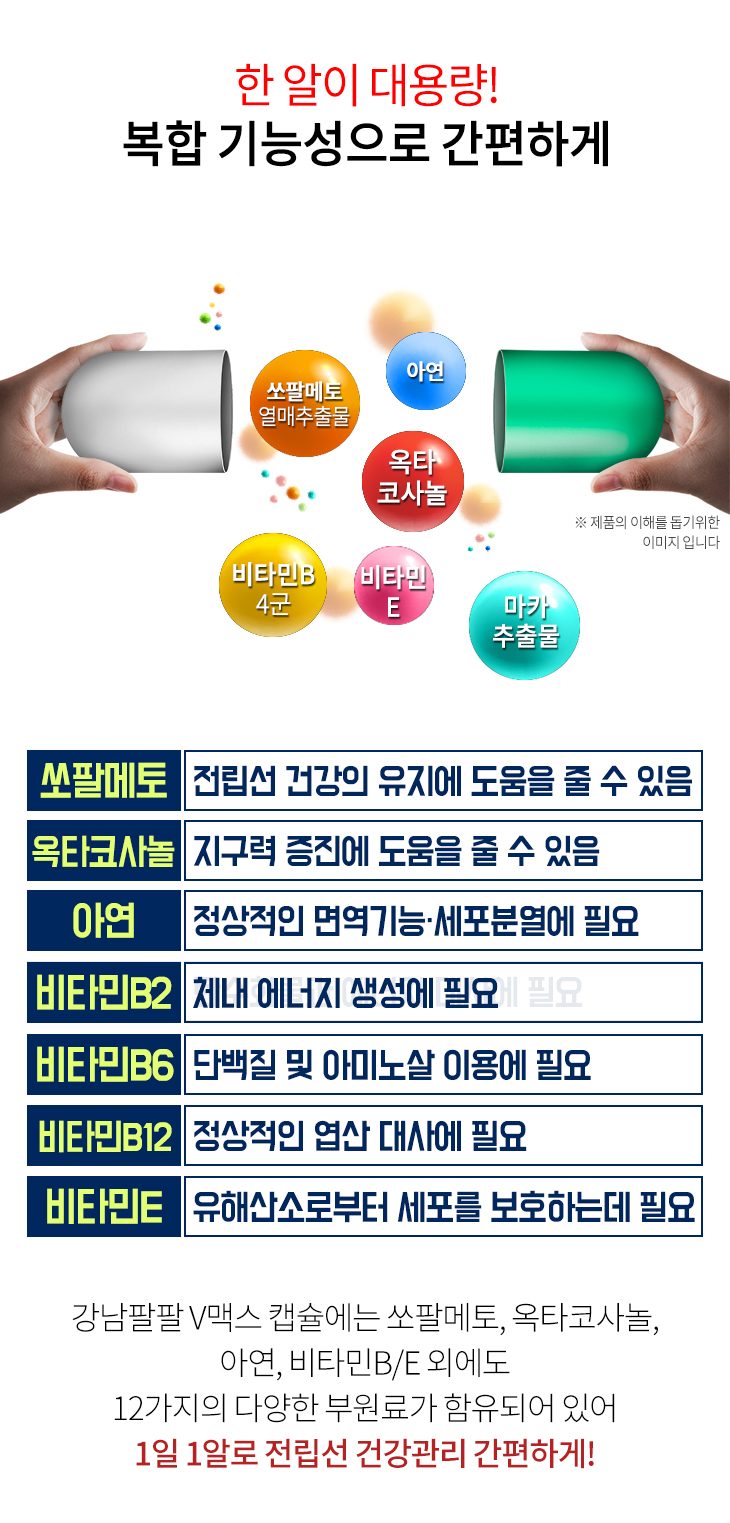 한 알이 대용량!
복합 기능성으로 간편하게
쏘팔메토
열매추출물
아연
옥타
코사놀
※ 제품의 이해를 돕기위한
이미지 입니다
비타민B
4군
비타민
E
마카
추출물
쏘팔메토 전립선 건강의 유지에 도움을 줄 수 있음
옥타코사놀 지구력 증진에 도움을 줄 수 있음
아연 정상적인 면역기능·세포분열에 필요
비타민B2 체내 에너지 생성에 필요
비타민B6 단백질 및 아미노살 이용에 필요
비타민B12 정상적인 엽산 대사에 필요
비타민E 유해산소로부터 세포를 보호하는데 필요
강남팔팔 V맥스 캡슐에는 쏘팔메토, 옥타코사놀,
아연, 비타민B/E 외에도
12가지의 다양한 부원료가 함유되어 있어
1일 1알로 전립선 건강관리 간편하게!